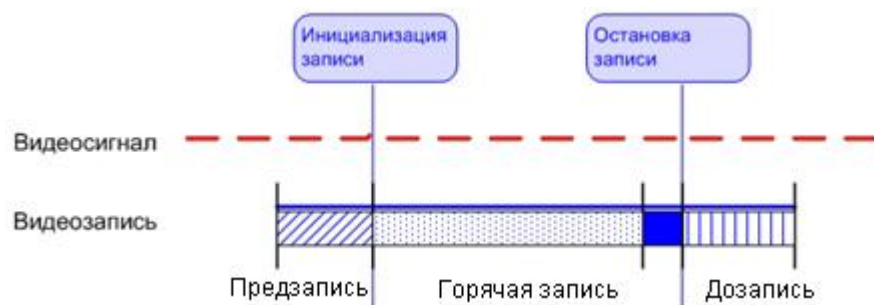 Инициализация
записи
Остановка
записи
Видеосигнал
Видеозапись
Предзапись
Горячая запись
Дозапись